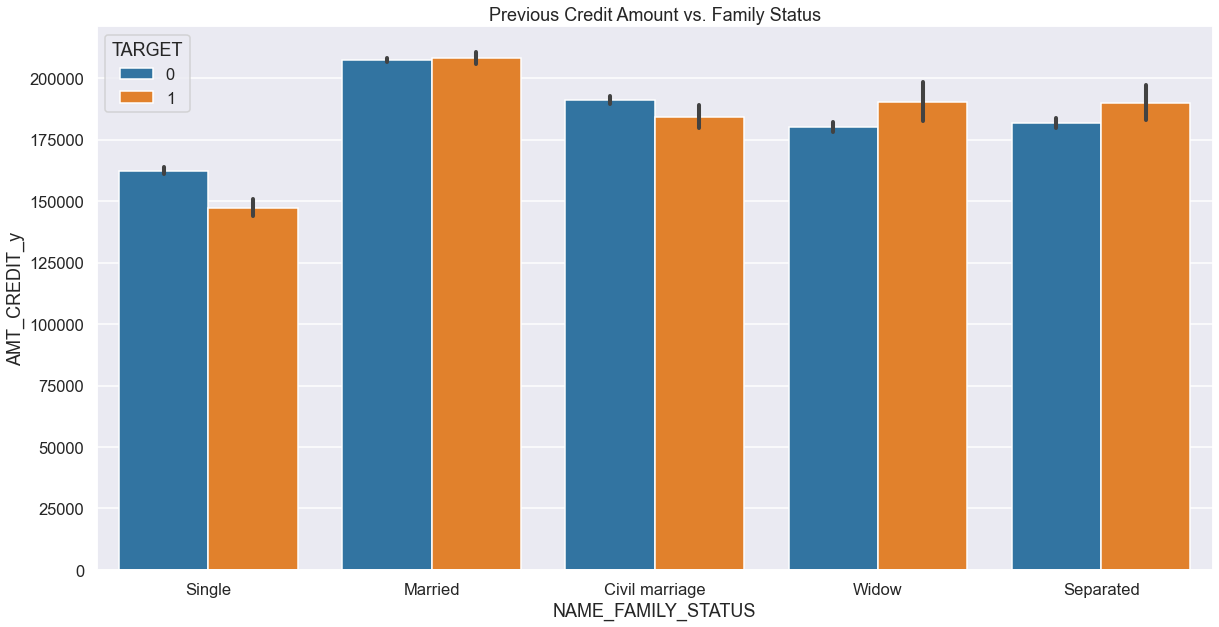 Previous Credit Amount vs. Family Status
TARGET
0
1
200000
175000
150000
125000
100000
75000
50000
25000
0
AMT_CREDIT_y
Single
Married
Civil marriage
Widow
Separated
NAME_FAMILY_STATUS